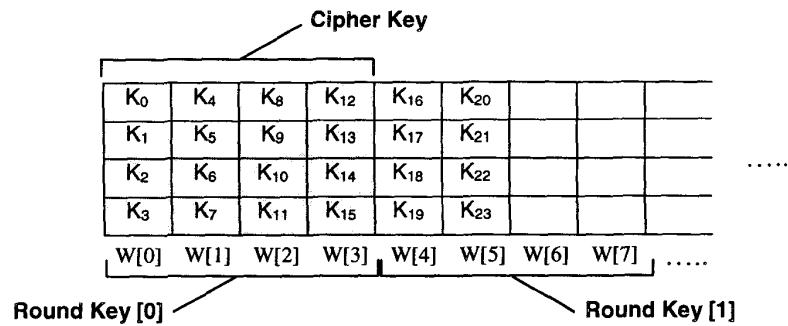 Cipher Key
K₀ K₄ K₈ K₁₂ K₁₆ K₂₀
K₁ K₅ K₉ K₁₃ K₁₇ K₂₁
K₂ K₆ K₁₀ K₁₄ K₁₈ K₂₂
K₃ K₇ K₁₁ K₁₅ K₁₉ K₂₃
.....
W[0] W[1] W[2] W[3] W[4] W[5] W[6] W[7] .....
Round Key [0] Round Key [1]